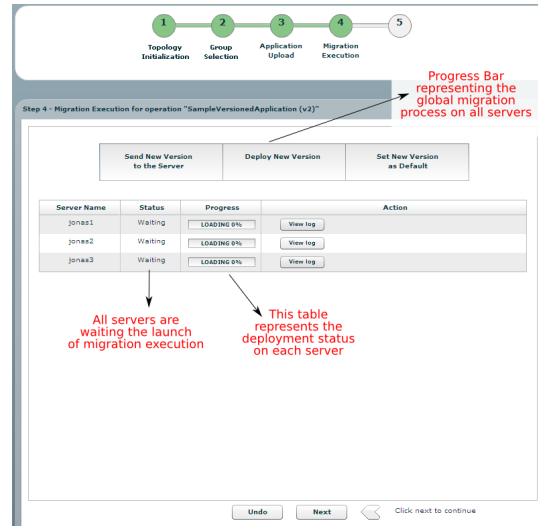 1 2 3 4 5
Topology Initialization
Group Selection
Application Upload
Migration Execution
Progress Bar
representing the
global migration
process on all servers
Step 4 - Migration Execution for operation "SampleVersionedApplication (v2)"
Send New Version to the Server
Deploy New Version
Set New Version as Default
Server Name Status Progress Action
jonas1 Waiting LOADING 0% View log
jonas2 Waiting LOADING 0% View log
jonas3 Waiting LOADING 0% View log
All servers are
waiting the launch
of migration execution
This table
represents the
deployment status
on each server
Undo Next Click next to continue